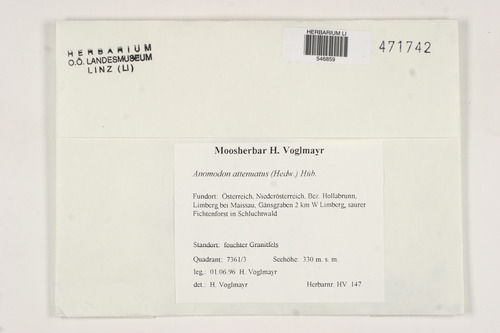 HERBARIUM
O.Ö. LANDESMUSEUM
LINZ (LI)
HERBARIUM LI
546859
471742
Moosherbar H. Voglmayr
Anomodon attenuatus (Hedw.) Hüb.
Fundort: Österreich, Niederösterreich, Bez. Hollabrunn,
Limberg bei Maissau, Gänsgraben 2 km W Limberg, saurer
Fichtenforst in Schluchtwald
Standort: feuchter Granitfels
Quadrant: 7361/3 Seehöhe: 330 m. s. m.
leg.: 01.06.96 H. Voglmayr
det.: H. Voglmayr Herbarnr. HV 147